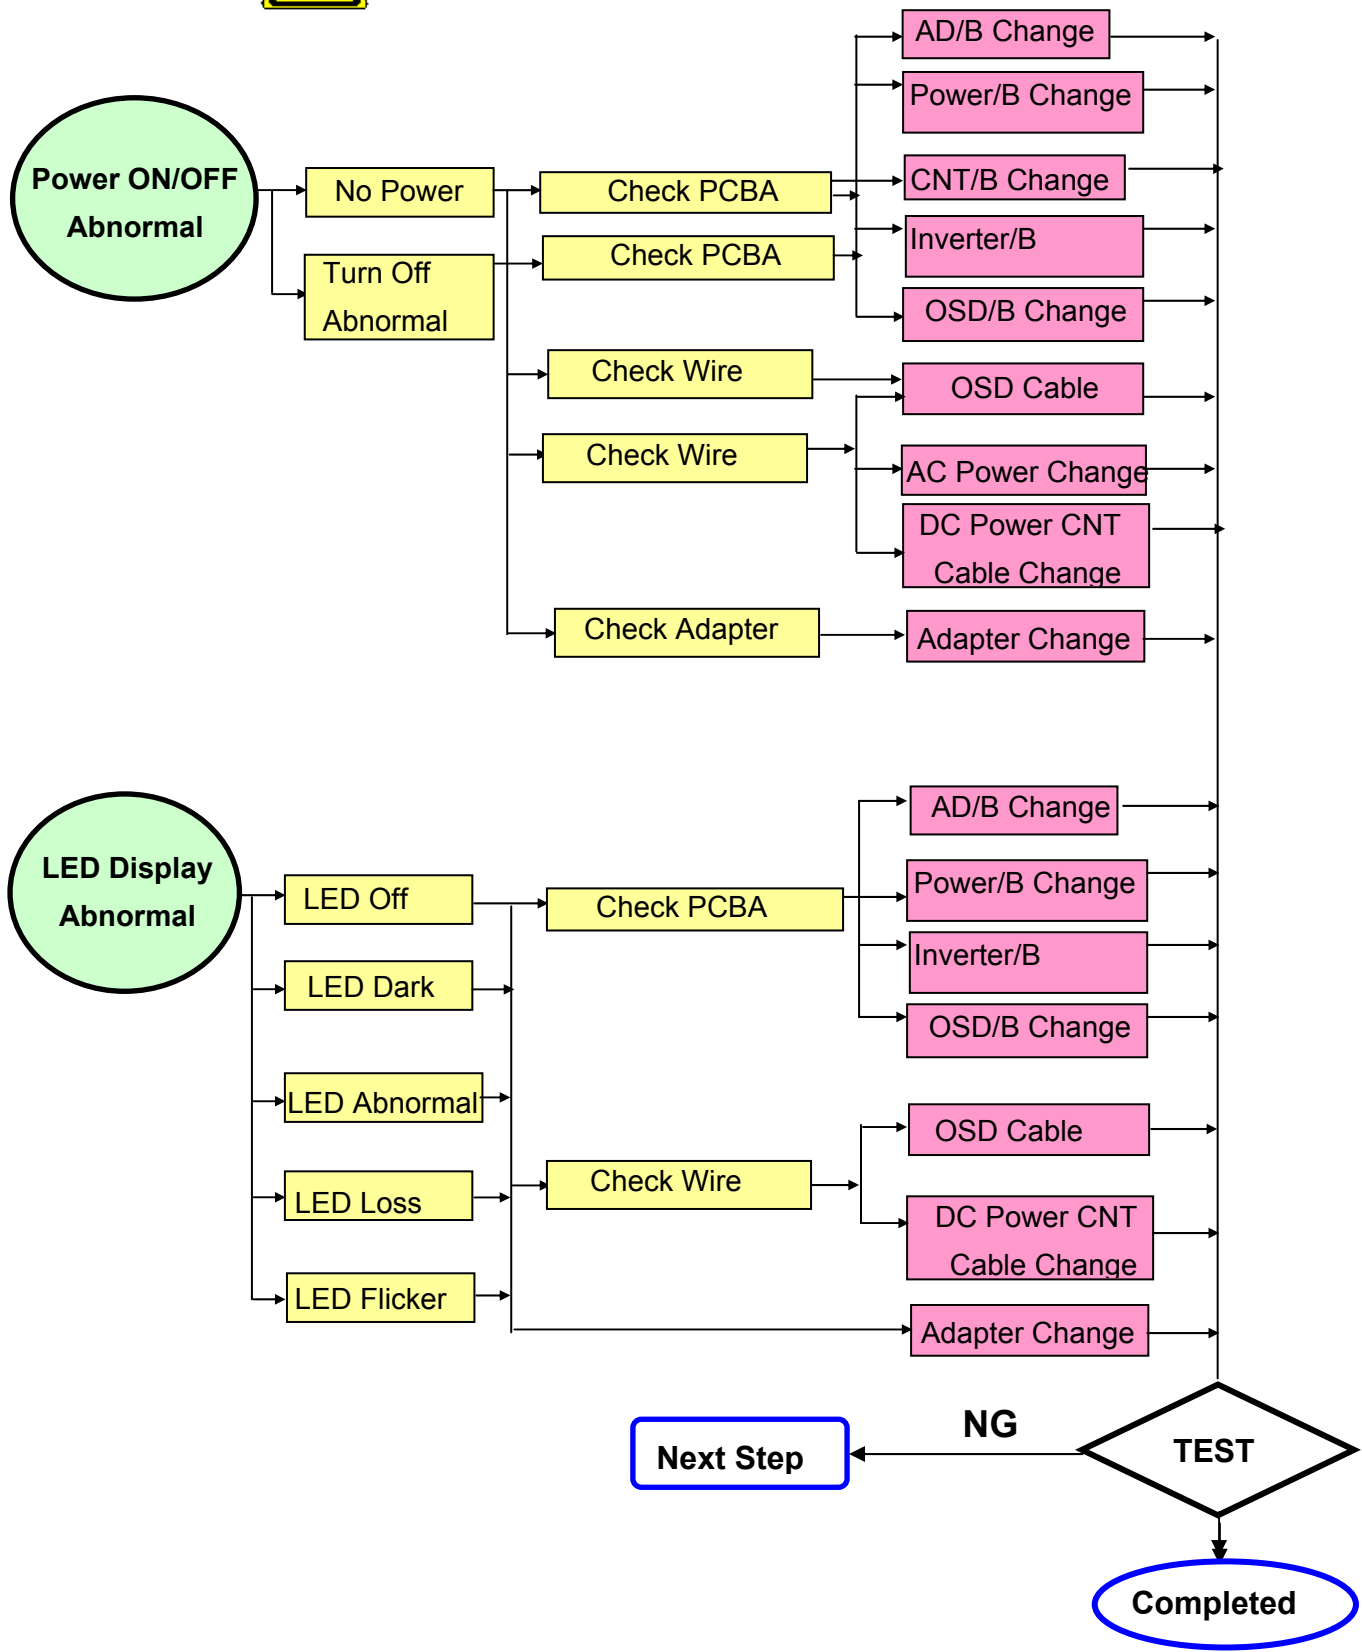 Power ON/OFF
Abnormal
No Power
Turn Off
Abnormal
Check PCBA
Check PCBA
Check Wire
Check Wire
Check Adapter
AD/B Change
Power/B Change
CNT/B Change
Inverter/B
OSD/B Change
OSD Cable
AC Power Change
DC Power CNT
Cable Change
Adapter Change
LED Display
Abnormal
LED Off
LED Dark
LED Abnormal
LED Loss
LED Flicker
Check PCBA
Check Wire
AD/B Change
Power/B Change
Inverter/B
OSD/B Change
OSD Cable
DC Power CNT
Cable Change
Adapter Change
TEST
NG
Next Step
Completed